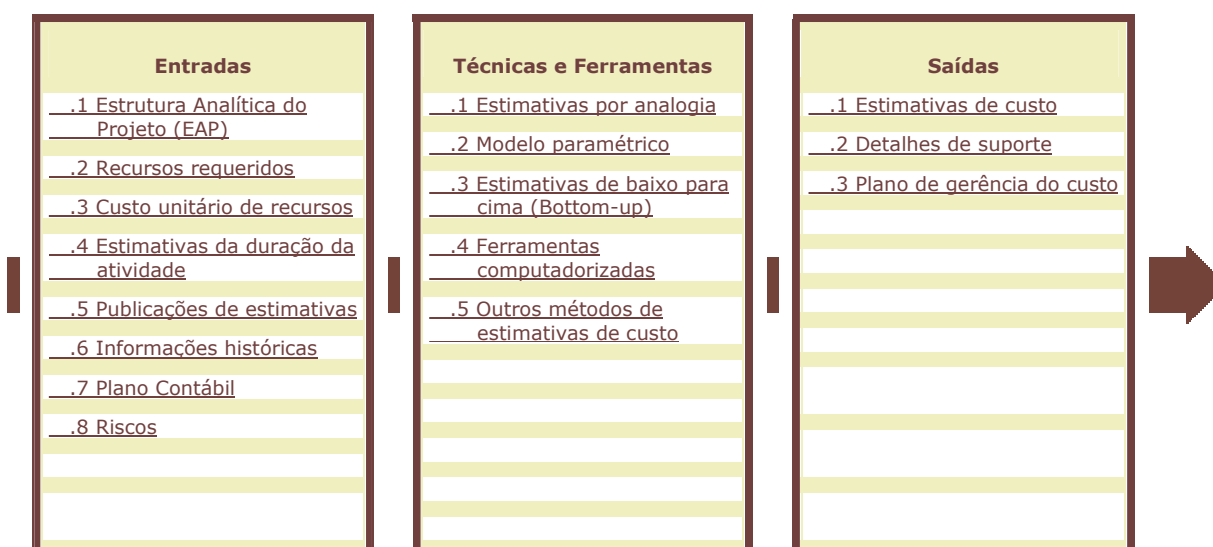 Entradas
.1 Estrutura Analítica do
Projeto (EAP)
.2 Recursos requeridos
.3 Custo unitário de recursos
.4 Estimativas da duração da
atividade
.5 Publicações de estimativas
.6 Informações históricas
.7 Plano Contábil
.8 Riscos
Técnicas e Ferramentas
.1 Estimativas por analogia
.2 Modelo paramétrico
.3 Estimativas de baixo para
cima (Bottom-up)
.4 Ferramentas
computadorizadas
.5 Outros métodos de
estimativas de custo
Saídas
.1 Estimativas de custo
.2 Detalhes de suporte
.3 Plano de gerência do custo